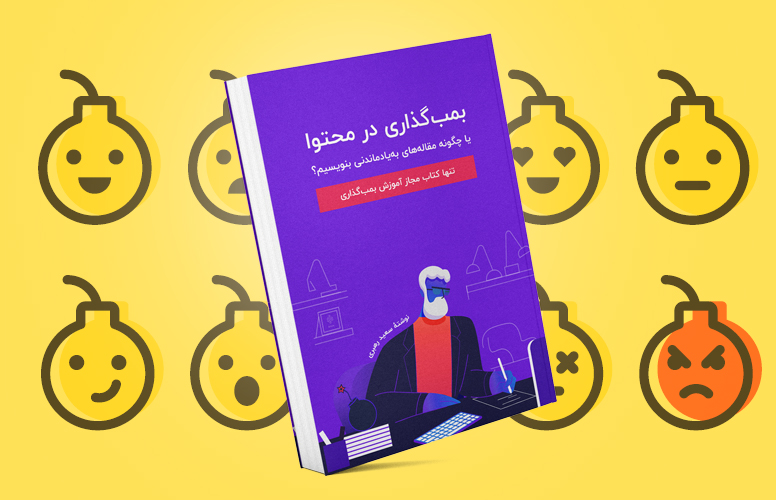 بمب‌گذاری در محتوا
یا چگونه مقاله‌های به‌یادماندنی بنویسیم؟
تنها کتاب مجاز آموزش بمب‌گذاری
نوشتهٔ سعید رهبری